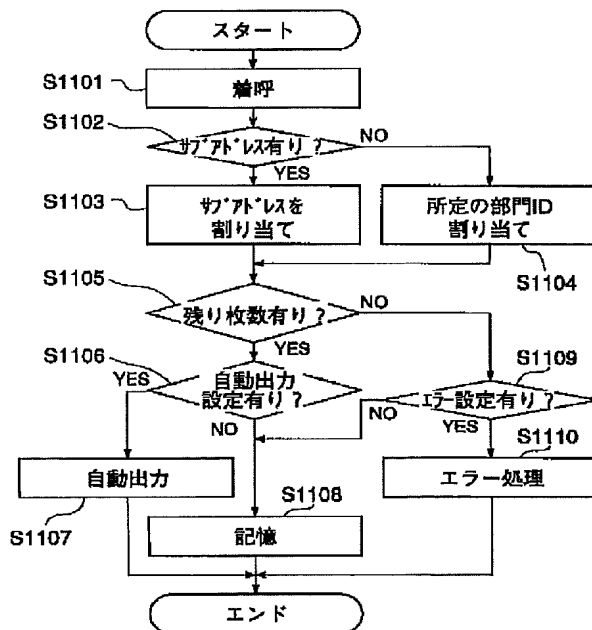 スタート
S1101
着呼
S1102
ｻﾌﾞｱﾄﾞﾚｽ有り？
NO
YES
S1103
ｻﾌﾞｱﾄﾞﾚｽを
割り当て
所定の部門ID
割り当て
S1104
S1105
残り枚数有り？
NO
YES
S1106
自動出力
設定有り？
YES
NO
S1109
ｴﾗｰ設定有り？
NO
YES
S1110
自動出力
S1107
エラー処理
S1108
記憶
エンド